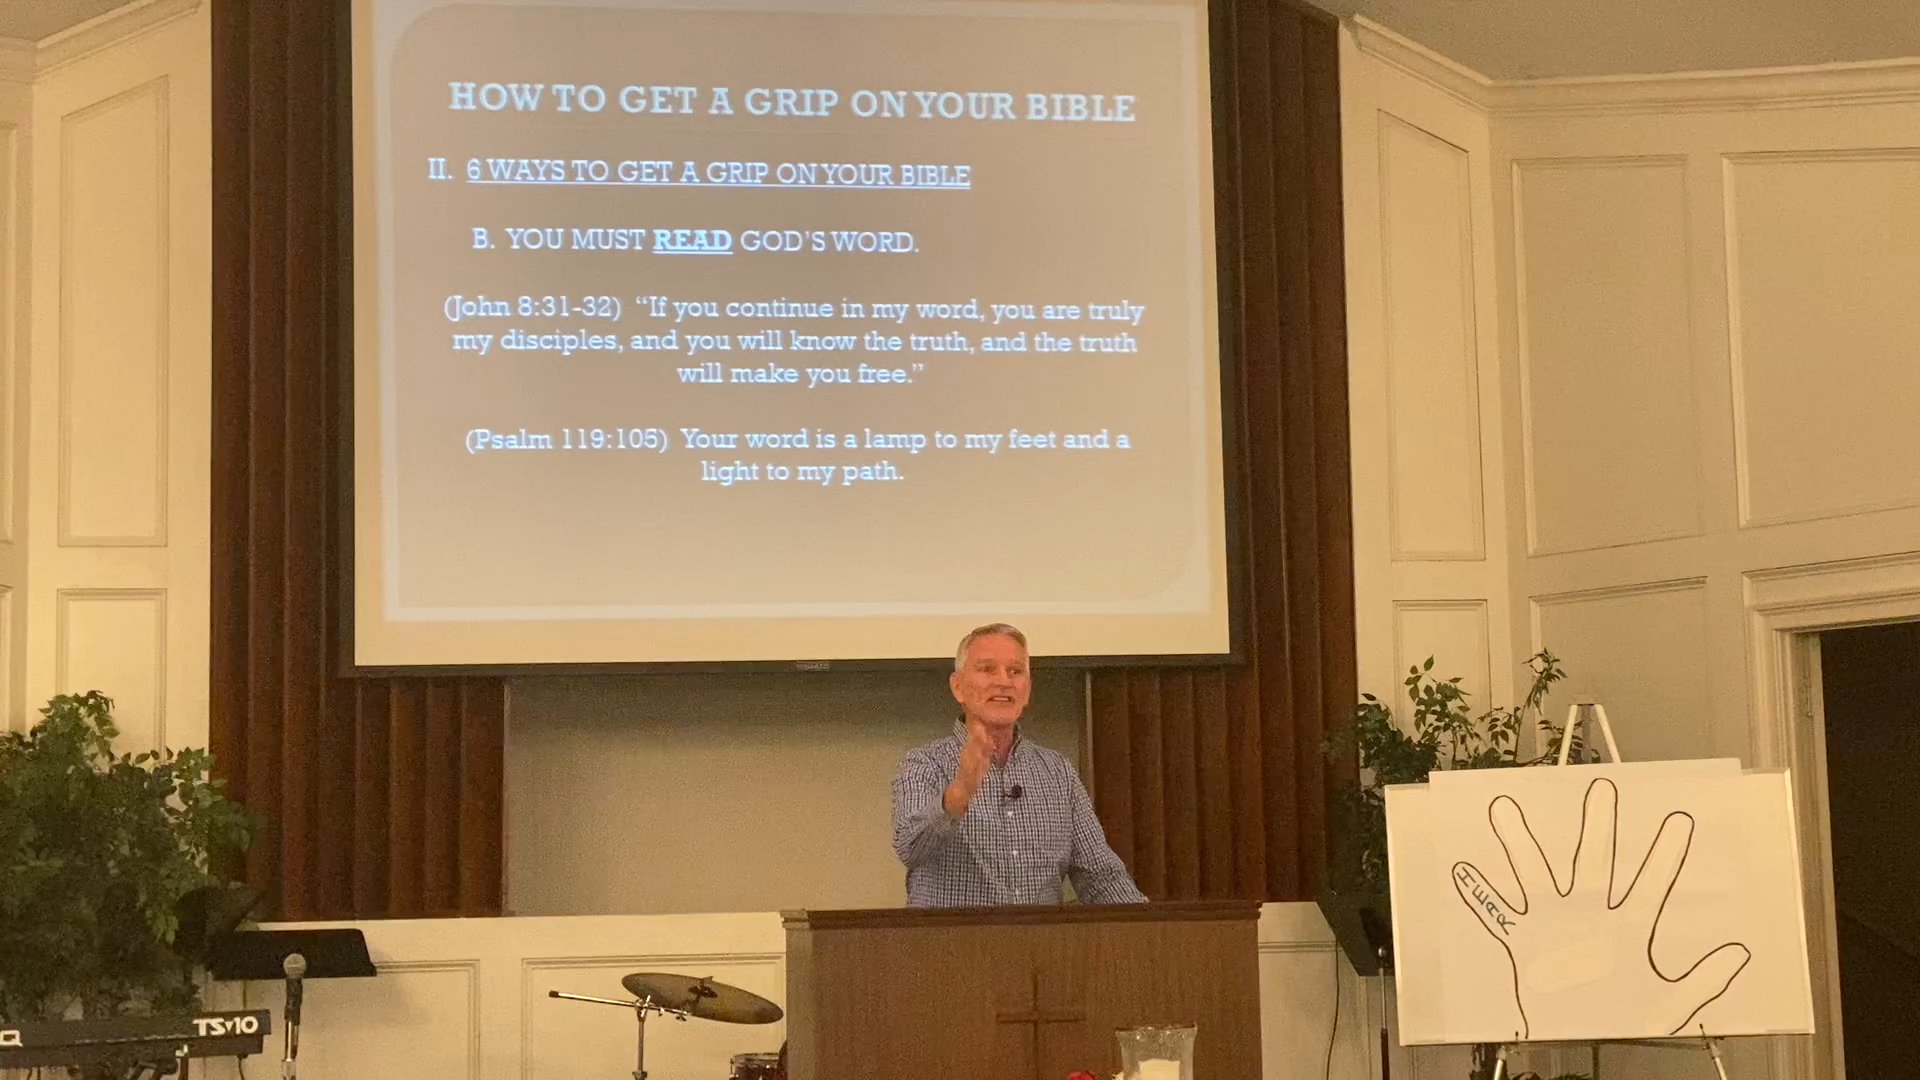 HOW TO GET A GRIP ON YOUR BIBLE
II. 6 WAYS TO GET A GRIP ON YOUR BIBLE
B. YOU MUST READ GOD'S WORD.
(John 8:31-32) “If you continue in my word, you are truly
my disciples, and you will know the truth, and the truth
will make you free.”
(Psalm 119:105) Your word is a lamp to my feet and a
light to my path.
HEAR
TSV10